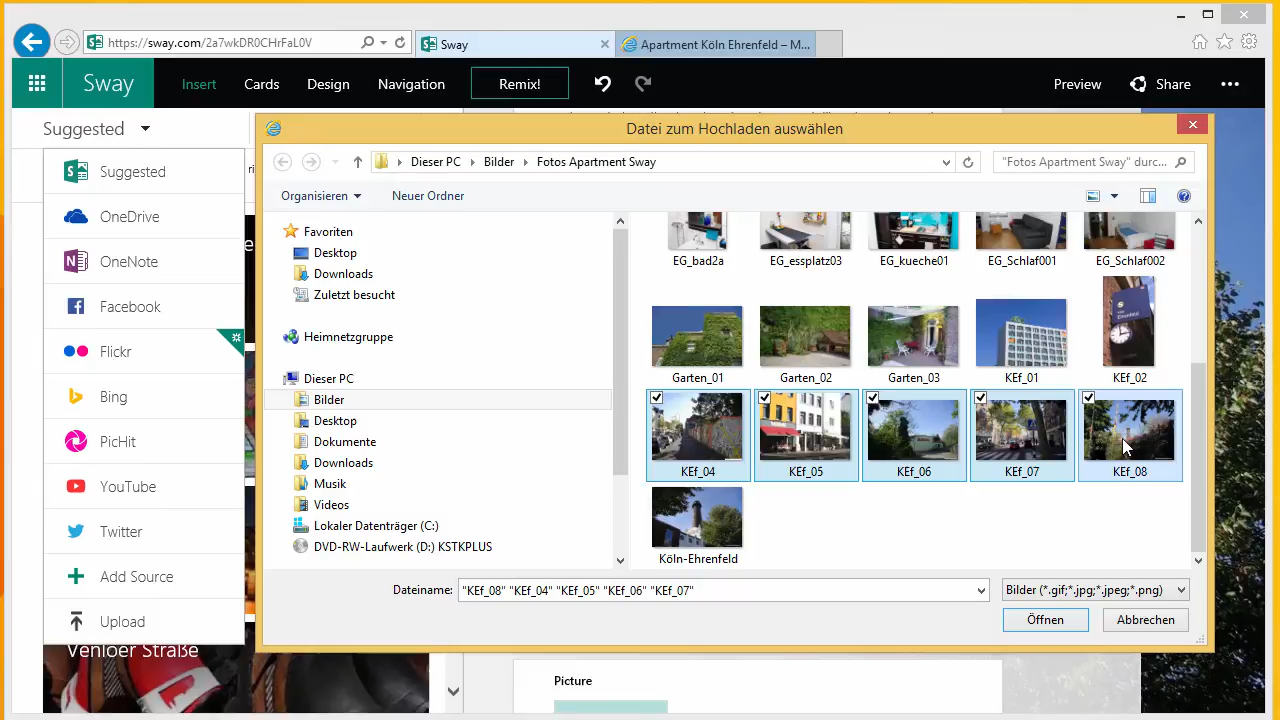 https://sway.com/2a7wkDR0CHrFaL0V
Sway
Apartment Köln Ehrenfeld – M...
Sway
Insert
Cards
Design
Navigation
Remix!
Preview
Share
Suggested
Suggested
OneDrive
OneNote
Facebook
Flickr
Bing
PicHit
YouTube
Twitter
Add Source
Upload
Venloer Straße
Datei zum Hochladen auswählen
Dieser PC
Bilder
Fotos Apartment Sway
"Fotos Apartment Sway" durc...
Organisieren
Neuer Ordner
Favoriten
Desktop
Downloads
Zuletzt besucht
Heimnetzgruppe
Dieser PC
Bilder
Desktop
Dokumente
Downloads
Musik
Videos
Lokaler Datenträger (C:)
DVD-RW-Laufwerk (D:) KSTKPLUS
EG_bad2a
EG_essplatz03
EG_kueche01
EG_Schlaf001
EG_Schlaf002
Garten_01
Garten_02
Garten_03
KEf_01
KEf_02
KEf_04
KEf_05
KEf_06
KEf_07
KEf_08
Köln-Ehrenfeld
Dateiname:
"KEf_08" "KEf_04" "KEf_05" "KEf_06" "KEf_07"
Bilder (*.gif;*.jpg;*.jpeg;*.png)
Öffnen
Abbrechen
Picture